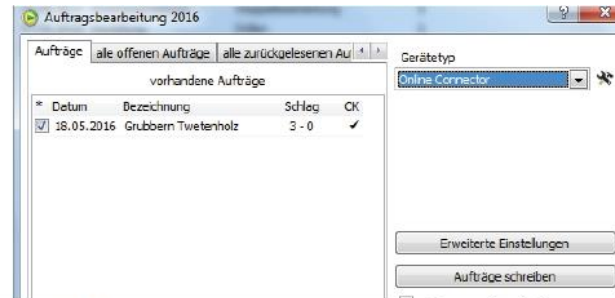 Auftragsbearbeitung 2016
Aufträge alle offenen Aufträge alle zurückgelesenen Au
vorhandene Aufträge
* Datum Bezeichnung Schlag CK
18.05.2016 Grubbern Twetenholz 3 - 0 ✓
Gerätetyp
Online Connector
Erweiterte Einstellungen
Aufträge schreiben